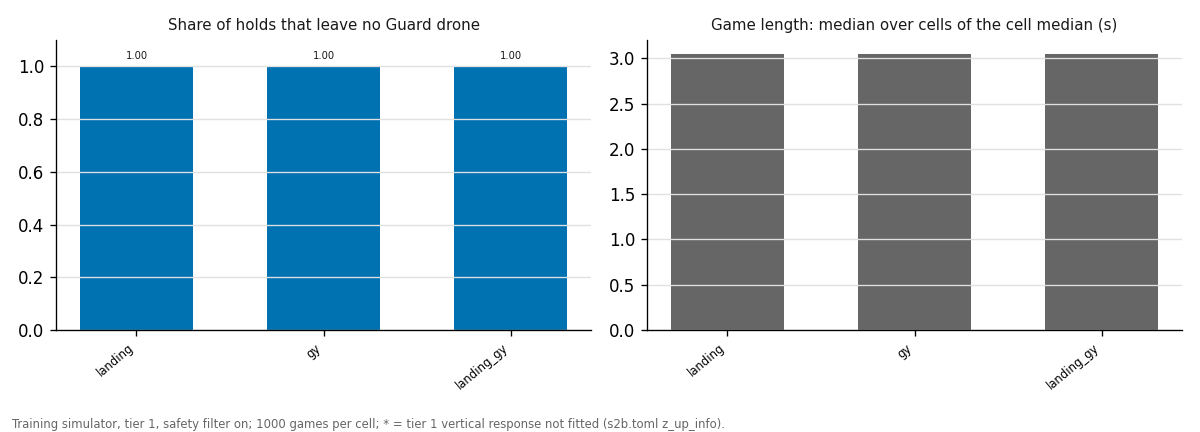 Share of holds that leave no Guard drone
1.00 1.00 1.00
1.0
0.8
0.6
0.4
0.2
0.0
landing gy landing_gy
Game length: median over cells of the cell median (s)
3.0
2.5
2.0
1.5
1.0
0.5
0.0
landing gy landing_gy
Training simulator, tier 1, safety filter on; 1000 games per cell; * = tier 1 vertical response not fitted (s2b.toml z_up_info).